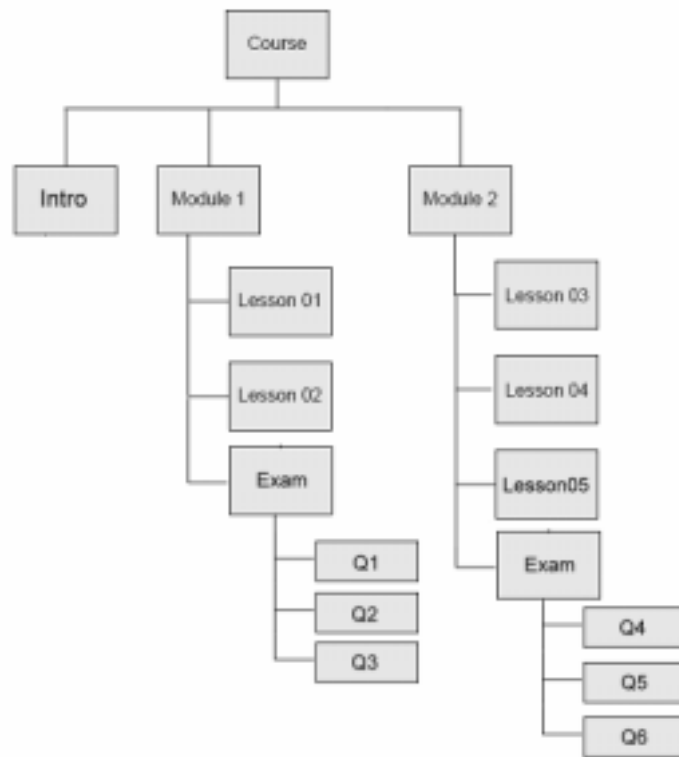 Course
Intro
Module 1
Module 2
Lesson 01
Lesson 02
Exam
Q1
Q2
Q3
Lesson 03
Lesson 04
Lesson05
Exam
Q4
Q5
Q6